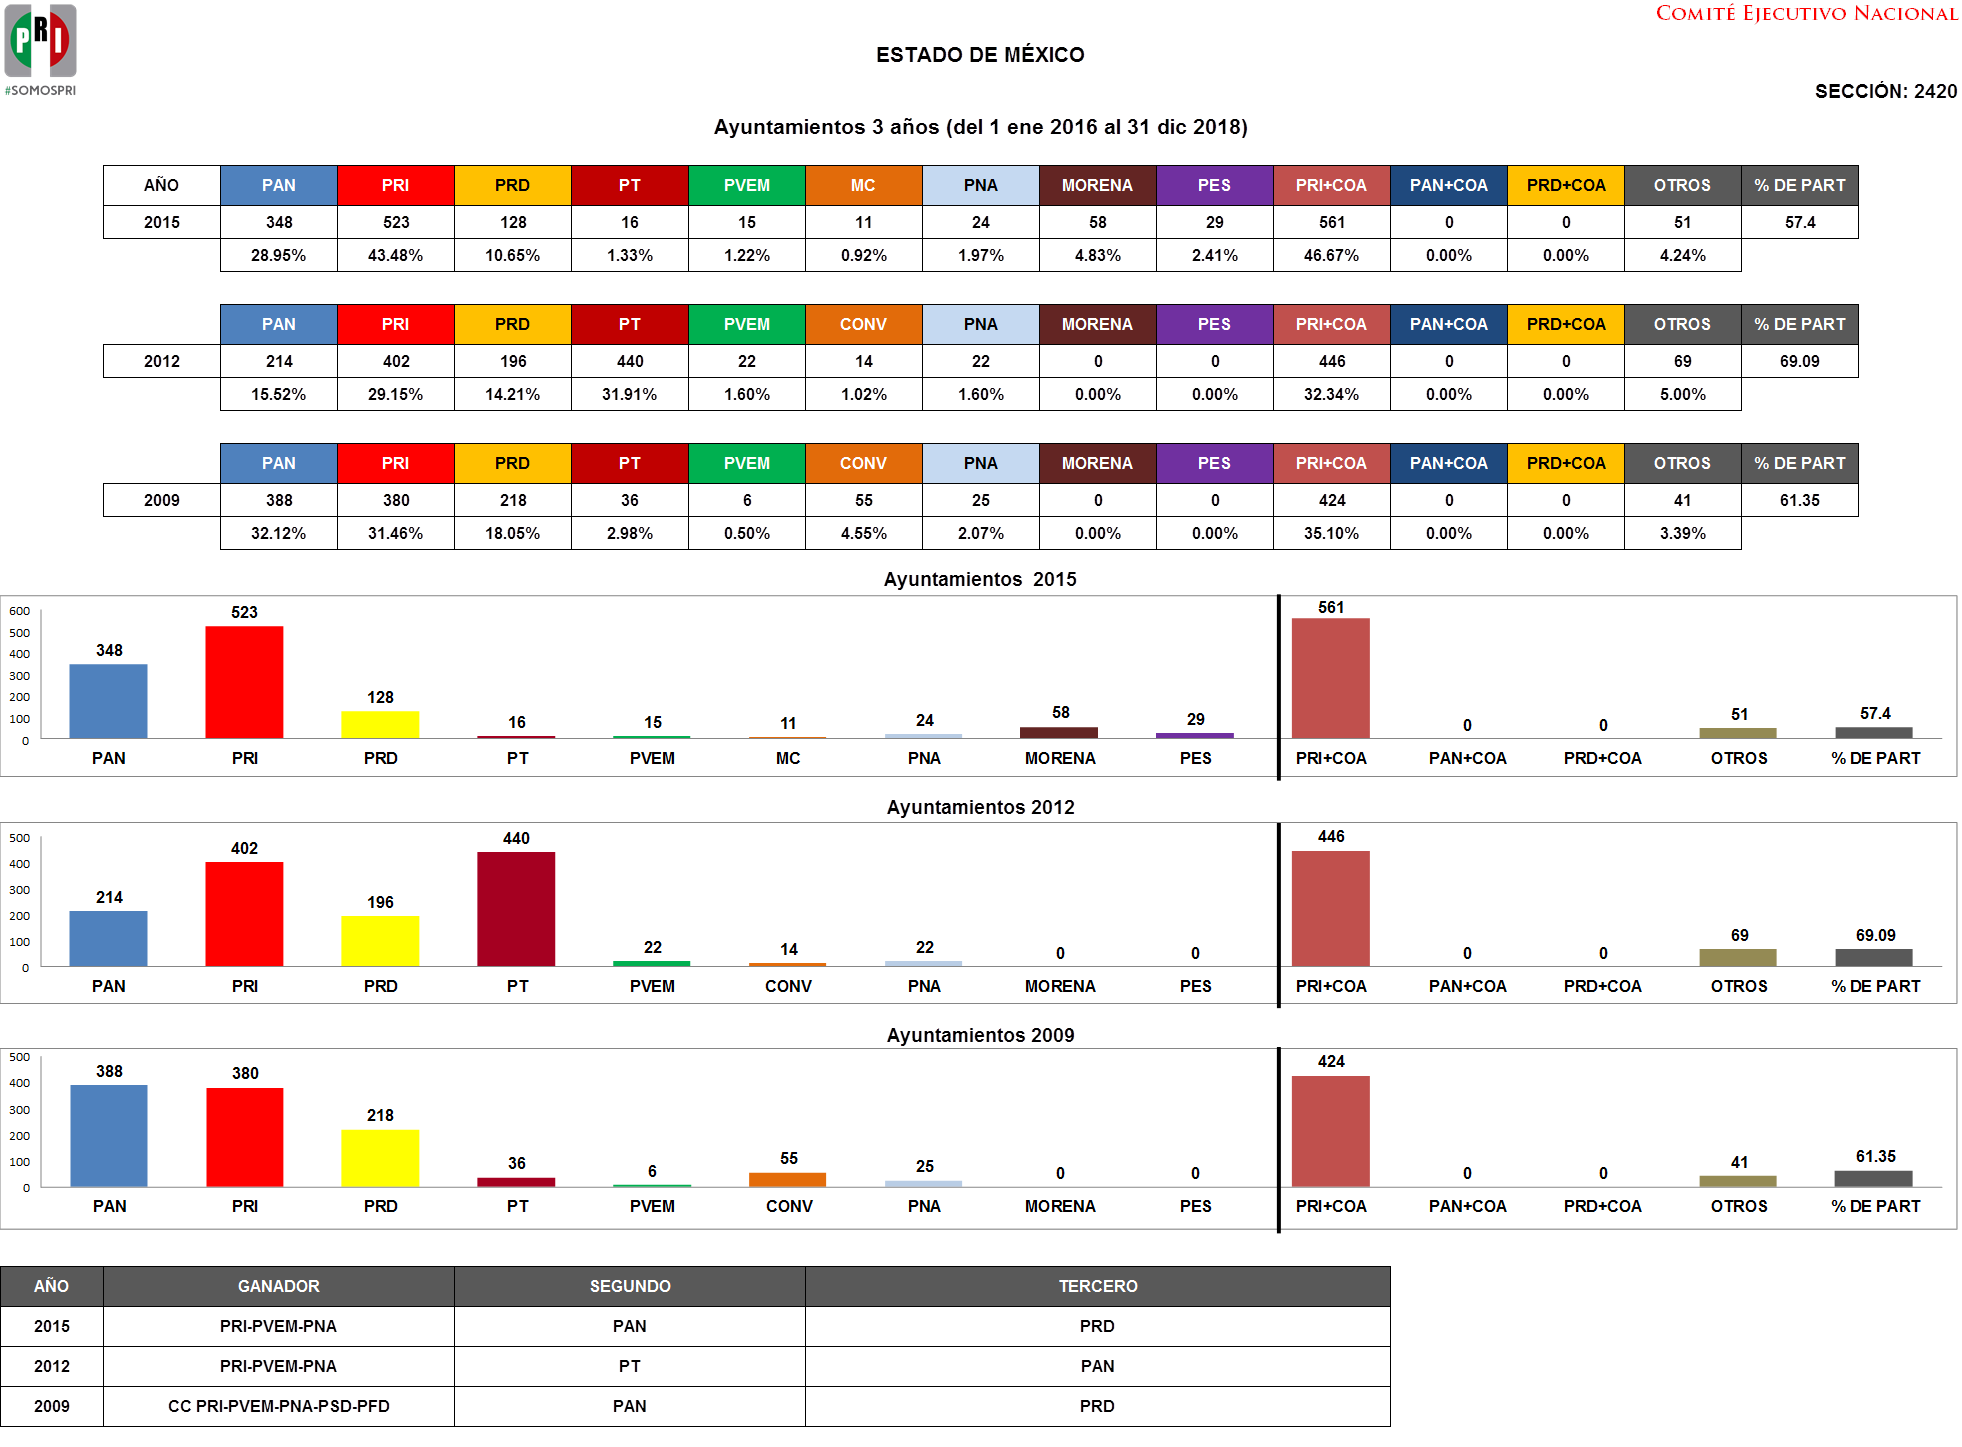 PRI
#SOMOSPRI
COMITÉ EJECUTIVO NACIONAL
ESTADO DE MÉXICO
SECCIÓN: 2420
Ayuntamientos 3 años (del 1 ene 2016 al 31 dic 2018)
AÑO PAN PRI PRD PT PVEM MC PNA MORENA PES PRI+COA PAN+COA PRD+COA OTROS % DE PART
2015 348 523 128 16 15 11 24 58 29 561 0 0 51 57.4
28.95% 43.48% 10.65% 1.33% 1.22% 0.92% 1.97% 4.83% 2.41% 46.67% 0.00% 0.00% 4.24%
PAN PRI PRD PT PVEM CONV PNA MORENA PES PRI+COA PAN+COA PRD+COA OTROS % DE PART
2012 214 402 196 440 22 14 22 0 0 446 0 0 69 69.09
15.52% 29.15% 14.21% 31.91% 1.60% 1.02% 1.60% 0.00% 0.00% 32.34% 0.00% 0.00% 5.00%
PAN PRI PRD PT PVEM CONV PNA MORENA PES PRI+COA PAN+COA PRD+COA OTROS % DE PART
2009 388 380 218 36 6 55 25 0 0 424 0 0 41 61.35
32.12% 31.46% 18.05% 2.98% 0.50% 4.55% 2.07% 0.00% 0.00% 35.10% 0.00% 0.00% 3.39%
Ayuntamientos 2015
600
500
400
300
200
100
0
348 523 128 16 15 11 24 58 29 561 0 0 51 57.4
PAN PRI PRD PT PVEM MC PNA MORENA PES PRI+COA PAN+COA PRD+COA OTROS % DE PART
Ayuntamientos 2012
500
400
300
200
100
0
214 402 196 440 22 14 22 0 0 446 0 0 69 69.09
PAN PRI PRD PT PVEM CONV PNA MORENA PES PRI+COA PAN+COA PRD+COA OTROS % DE PART
Ayuntamientos 2009
500
400
300
200
100
0
388 380 218 36 6 55 25 0 0 424 0 0 41 61.35
PAN PRI PRD PT PVEM CONV PNA MORENA PES PRI+COA PAN+COA PRD+COA OTROS % DE PART
AÑO GANADOR SEGUNDO TERCERO
2015 PRI-PVEM-PNA PAN PRD
2012 PRI-PVEM-PNA PT PAN
2009 CC PRI-PVEM-PNA-PSD-PFD PAN PRD